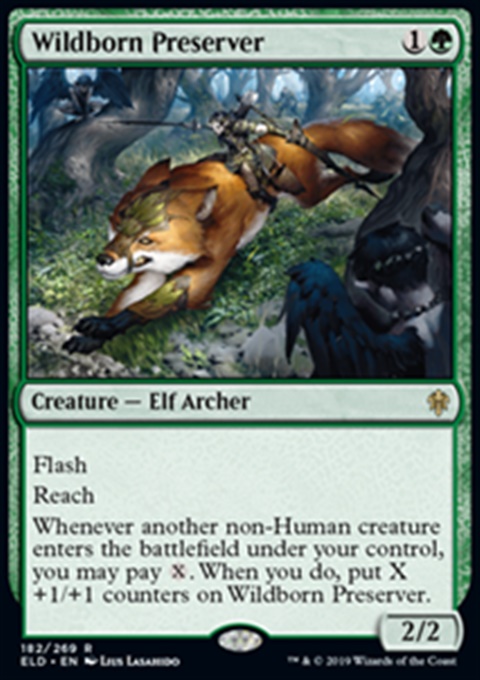 Wildborn Preserver 1
Creature — Elf Archer
Flash
Reach
Whenever another non-Human creature
enters the battlefield under your control,
you may pay X. When you do, put X
+1/+1 counters on Wildborn Preserver.
2/2
182/269 R
ELD • EN Lius Lasahido
™ & © 2019 Wizards of the Coast